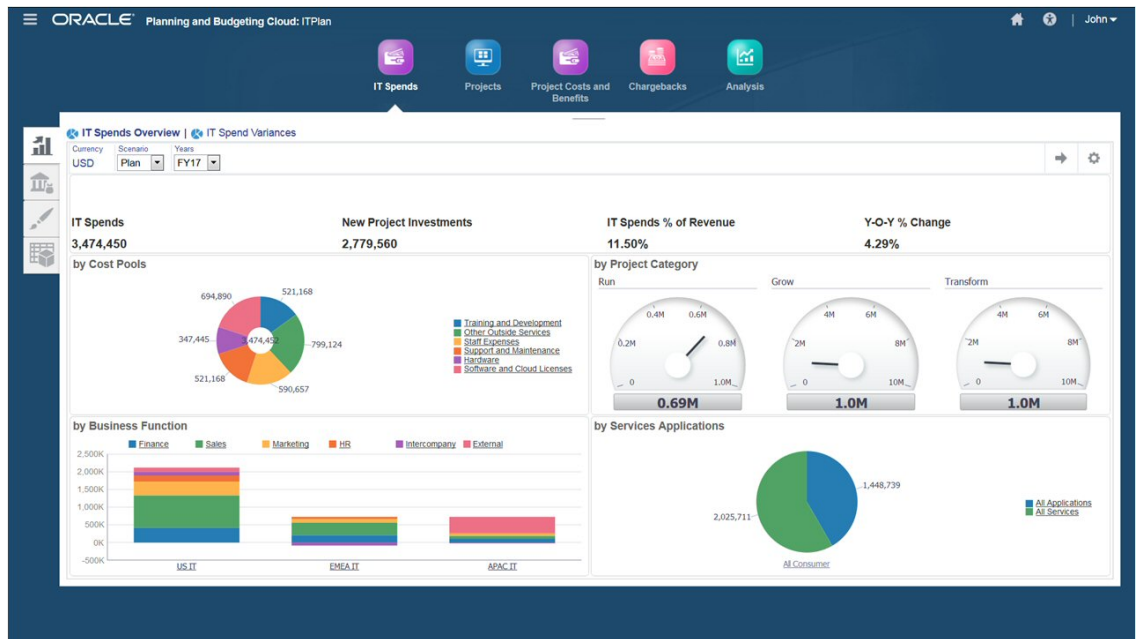 ORACLE® Planning and Budgeting Cloud: ITPlan
John
IT Spends
Projects
Project Costs and
Benefits
Chargebacks
Analysis
IT Spends Overview | IT Spend Variances
Currency Scenario Years
USD Plan FY17
IT Spends
3,474,450
New Project Investments
2,779,560
IT Spends % of Revenue
11.50%
Y-O-Y % Change
4.29%
by Cost Pools
694,890
521,168
347,445
3,474,452
799,124
521,168
590,657
Training and Development
Other Outside Services
Staff Expenses
Support and Maintenance
Hardware
Software and Cloud Licenses
by Project Category
Run
0.4M 0.6M
0.2M 0.8M
0 1.0M
0.69M
Grow
4M 6M
2M 8M
0 10M
1.0M
Transform
4M 6M
2M 8M
0 10M
1.0M
by Business Function
Finance Sales Marketing HR Intercompany External
2,500K
2,000K
1,500K
1,000K
500K
0K
-500K
US IT EMEA IT APAC IT
by Services Applications
1,448,739
2,025,711
All Consumer
All Applications
All Services